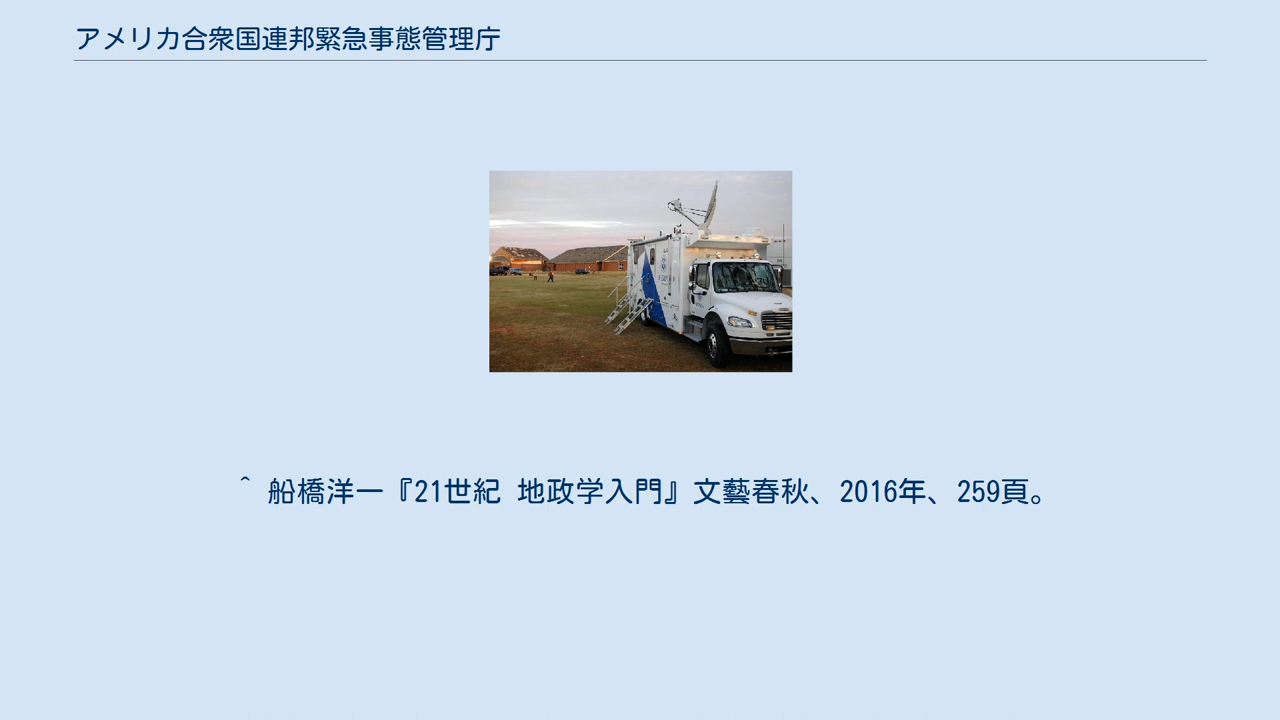 アメリカ合衆国連邦緊急事態管理庁
^ 船橋洋一『21世紀 地政学入門』文藝春秋、2016年、259頁。